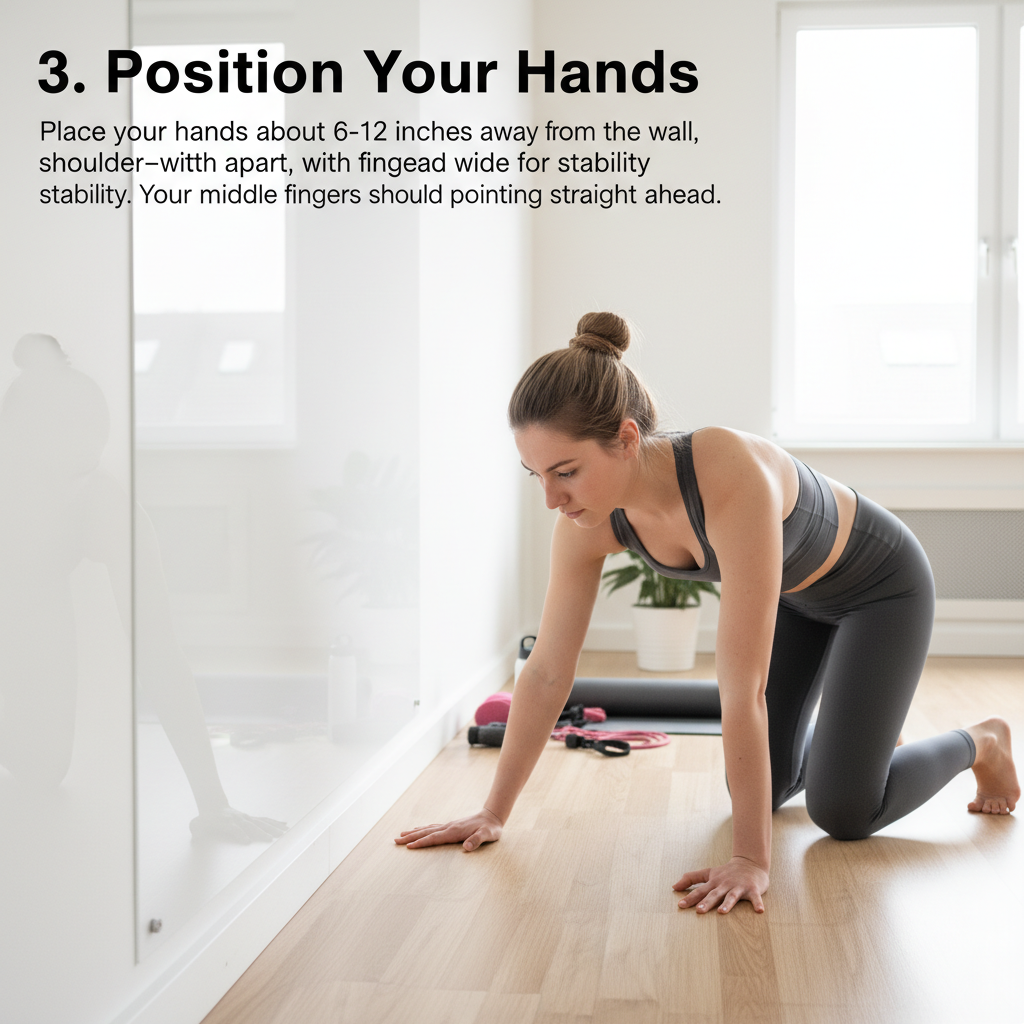 3. Position Your Hands
Place your hands about 6-12 inches away from the wall,
shoulder–witth apart, with fingead wide for stability
stability. Your middle fingers should pointing straight ahead.